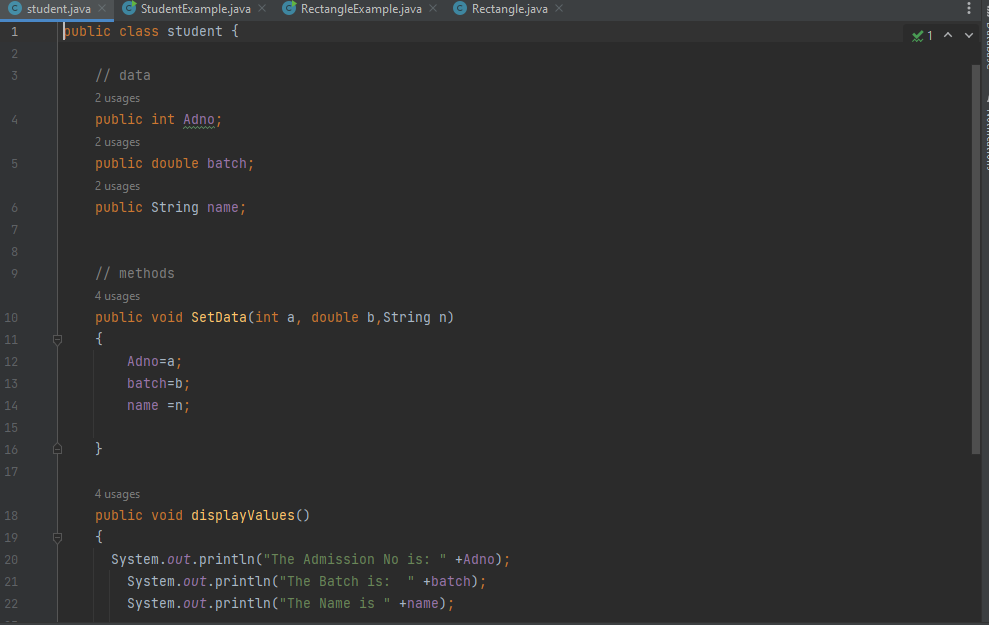 student.java StudentExample.java RectangleExample.java Rectangle.java
1 public class student { 1
2
3 // data
2 usages
4 public int Adno;
2 usages
5 public double batch;
2 usages
6 public String name;
7
8
9 // methods
4 usages
10 public void SetData(int a, double b,String n)
11 {
12 Adno=a;
13 batch=b;
14 name =n;
15
16 }
17
4 usages
18 public void displayValues()
19 {
20 System.out.println("The Admission No is: " +Adno);
21 System.out.println("The Batch is:  " +batch);
22 System.out.println("The Name is " +name);